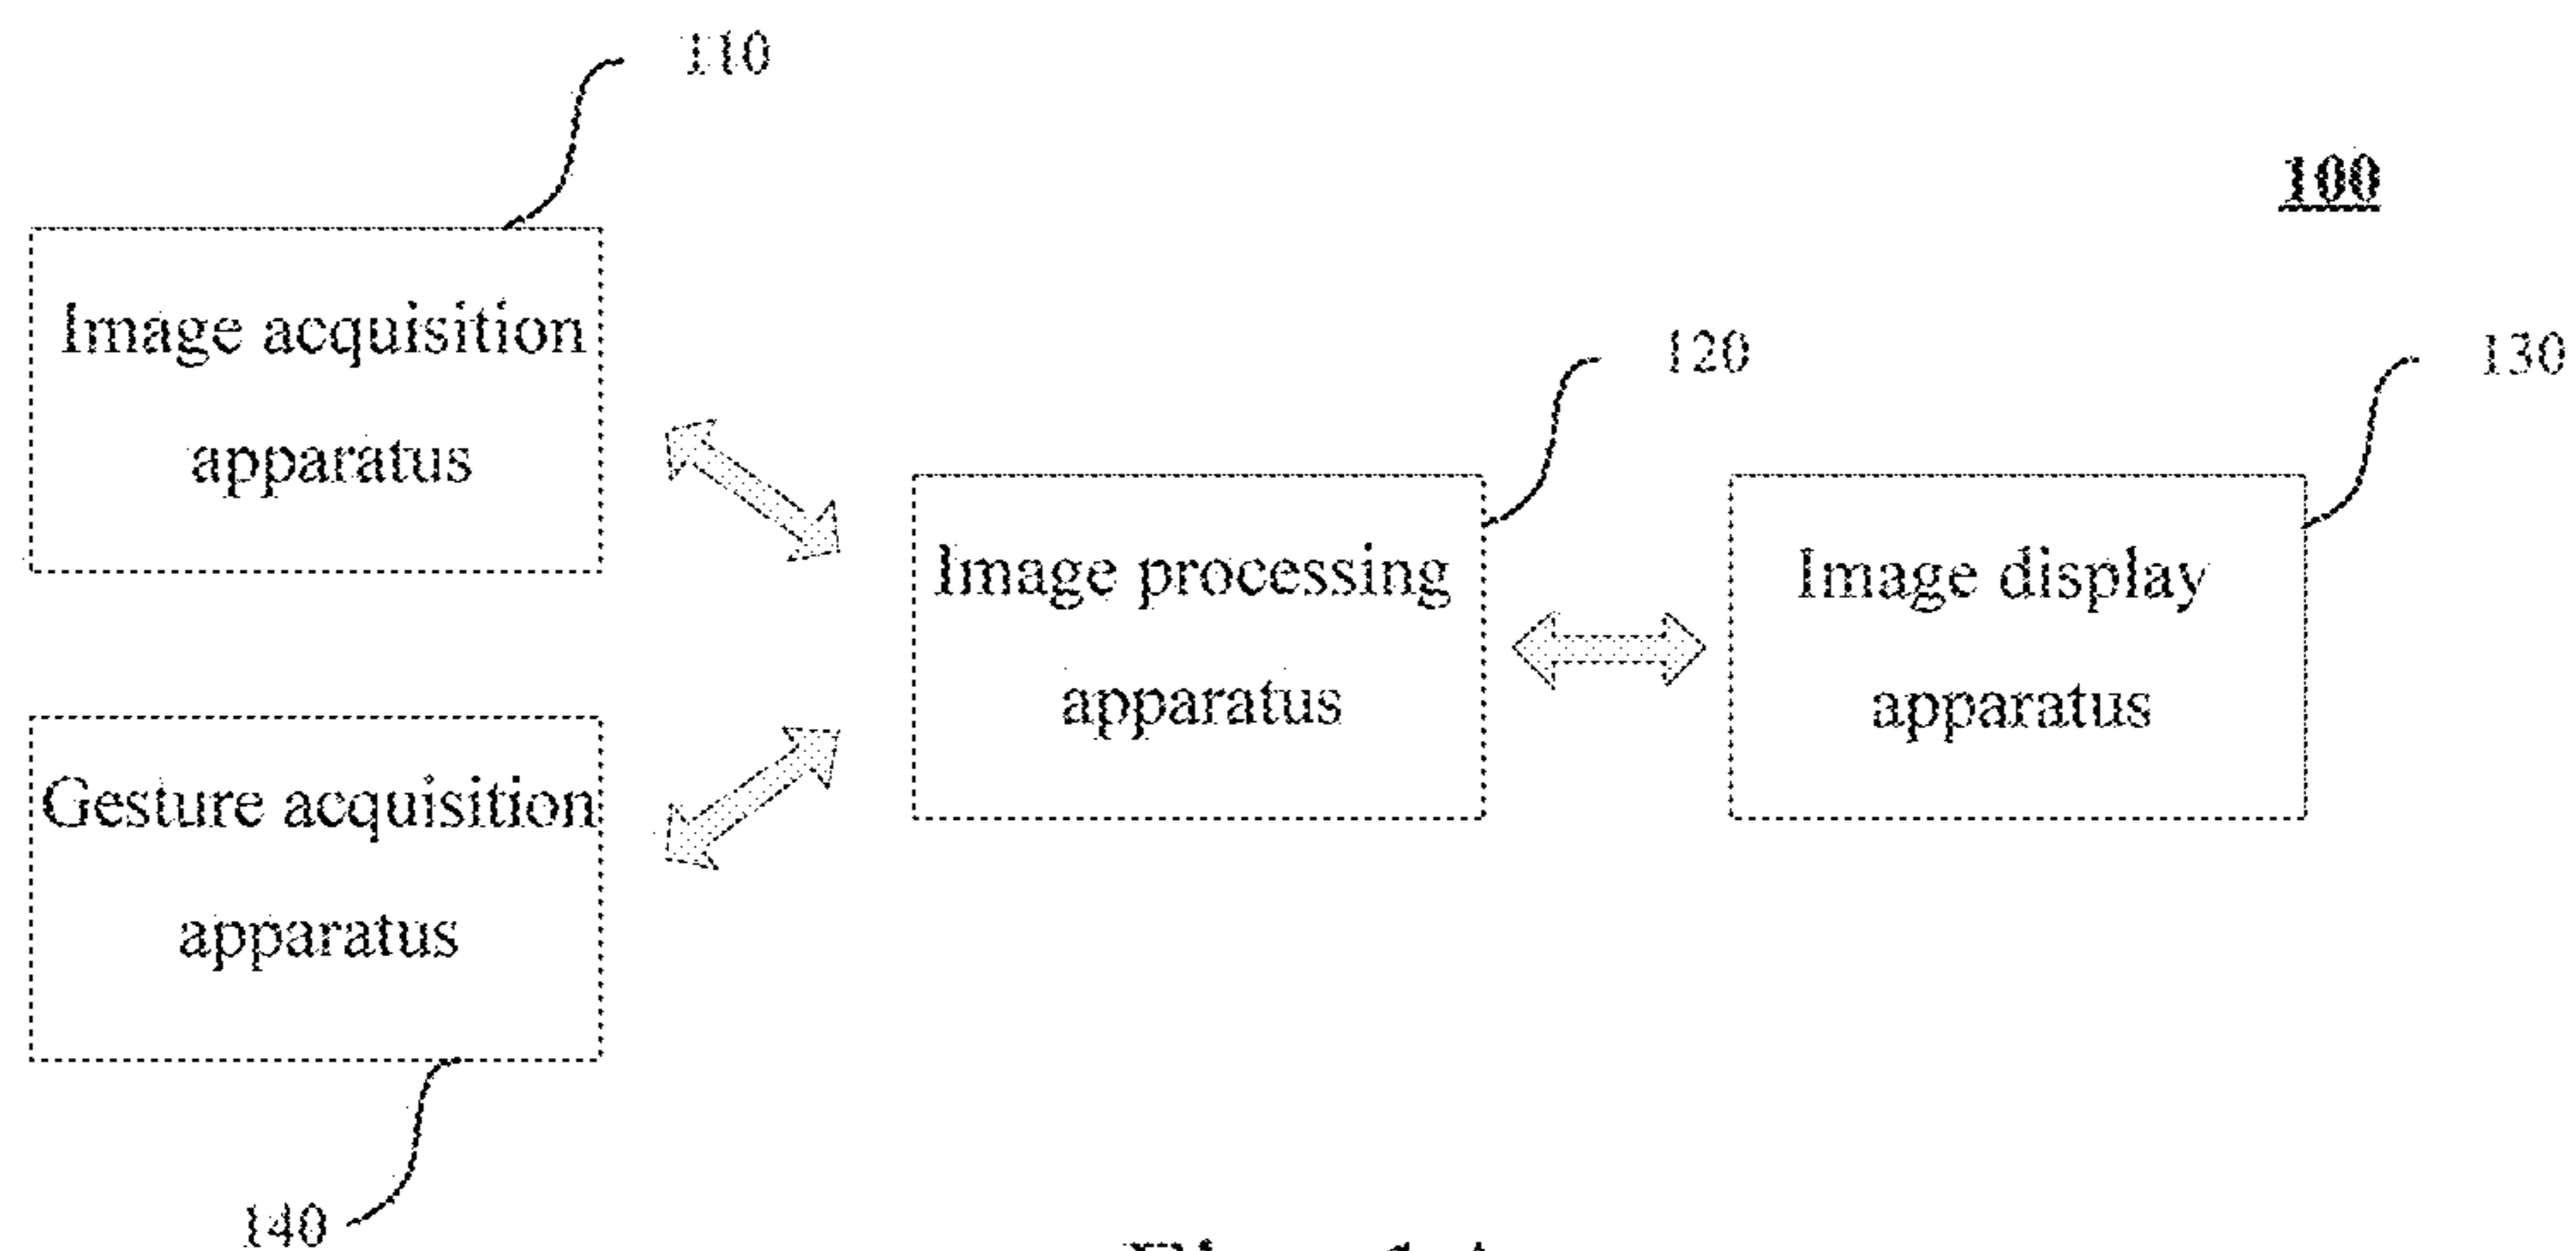 110
100
Image acquisition
apparatus
120
130
Image processing
apparatus
Image display
apparatus
Gesture acquisition
apparatus
140